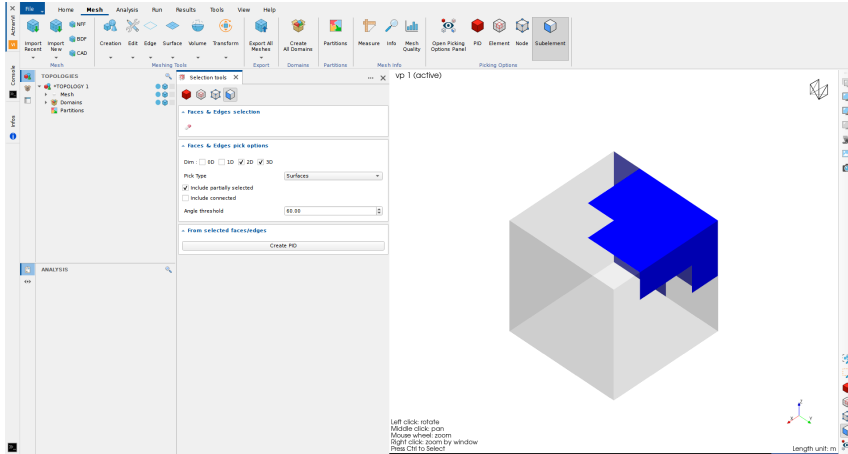 File Home Mesh Analysis Run Results Tools View Help
ActranVI
Import Recent
Import New
NFF
BDF
CAD
Creation
Edit
Edge
Surface
Volume
Transform
Export All Meshes
Create All Domains
Partitions
Measure
Info
Mesh Quality
Open Picking Options Panel
PID
Element
Node
Subelement
Mesh
Meshing Tools
Export
Domains
Partitions
Mesh Info
Picking Options
Console
Infos
TOPOLOGIES
*TOPOLOGY 1
Mesh
Domains
Partitions
ANALYSIS
Selection tools
Faces & Edges selection
Faces & Edges pick options
Dim : 0D 1D 2D 3D
Pick Type Surfaces
Include partially selected
Include connected
Angle threshold 60.00
From selected faces/edges
Create PID
vp 1 (active)
Left click: rotate
Middle click: pan
Mouse wheel: zoom
Right click: zoom by window
Press Ctrl to Select
Length unit: m